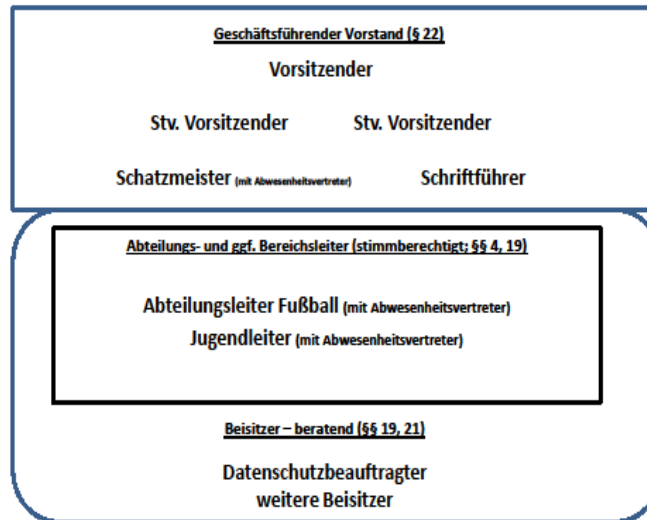 Geschäftsführender Vorstand (§ 22)
Vorsitzender
Stv. Vorsitzender Stv. Vorsitzender
Schatzmeister (mit Abwesenheitsvertreter) Schriftführer
Abteilungs- und ggf. Bereichsleiter (stimmberechtigt; §§ 4, 19)
Abteilungsleiter Fußball (mit Abwesenheitsvertreter)
Jugendleiter (mit Abwesenheitsvertreter)
Beisitzer – beratend (§§ 19, 21)
Datenschutzbeauftragter
weitere Beisitzer